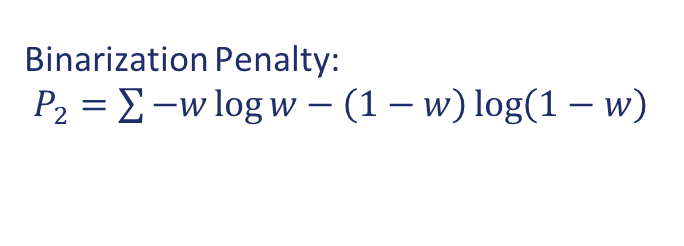 Binarization Penalty:
P₂ = ∑ −w log w − (1 − w) log(1 − w)